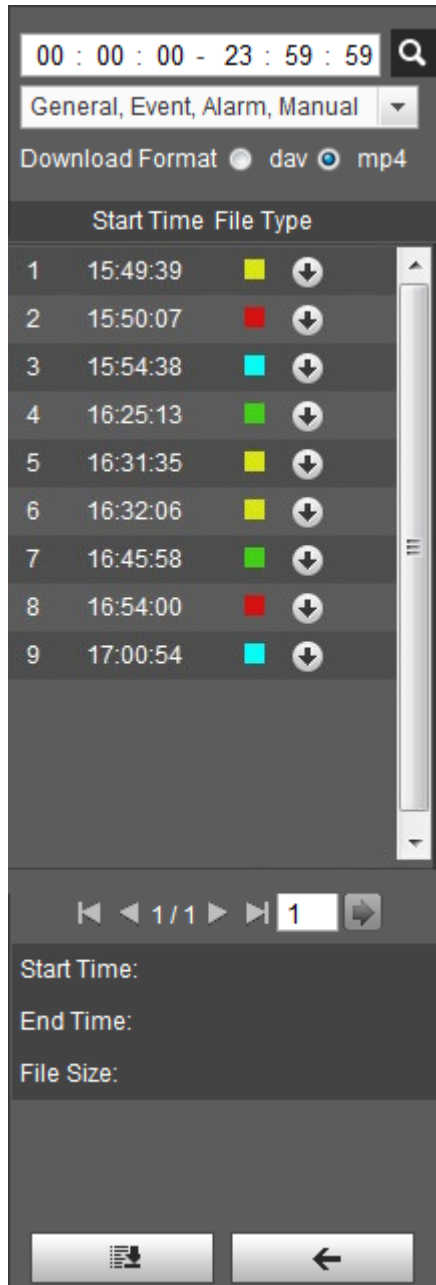 00 : 00 : 00 - 23 : 59 : 59
General, Event, Alarm, Manual
Download Format dav mp4
Start Time File Type
1 15:49:39
2 15:50:07
3 15:54:38
4 16:25:13
5 16:31:35
6 16:32:06
7 16:45:58
8 16:54:00
9 17:00:54
1 / 1 1
Start Time:
End Time:
File Size: